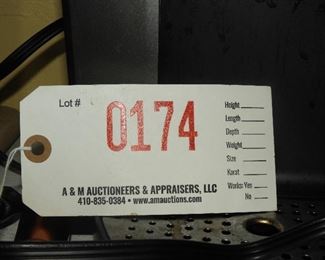 Lot #
0174
Height
Length
Depth
Weight
Size
Karat
Works: Yes
No
A & M AUCTIONEERS & APPRAISERS, LLC
410-835-0384 • www.amauctions.com